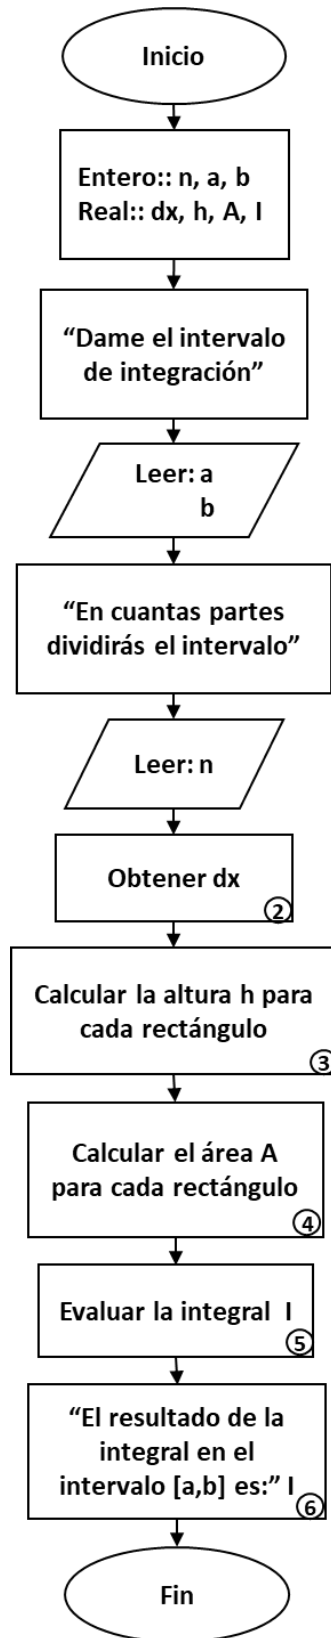 Inicio
Entero:: n, a, b
Real:: dx, h, A, I
“Dame el intervalo
de integración”
Leer: a
b
“En cuantas partes
dividirás el intervalo”
Leer: n
Obtener dx
②
Calcular la altura h para
cada rectángulo
③
Calcular el área A
para cada rectángulo
④
Evaluar la integral I
⑤
“El resultado de la
integral en el
intervalo [a,b] es:” I
⑥
Fin